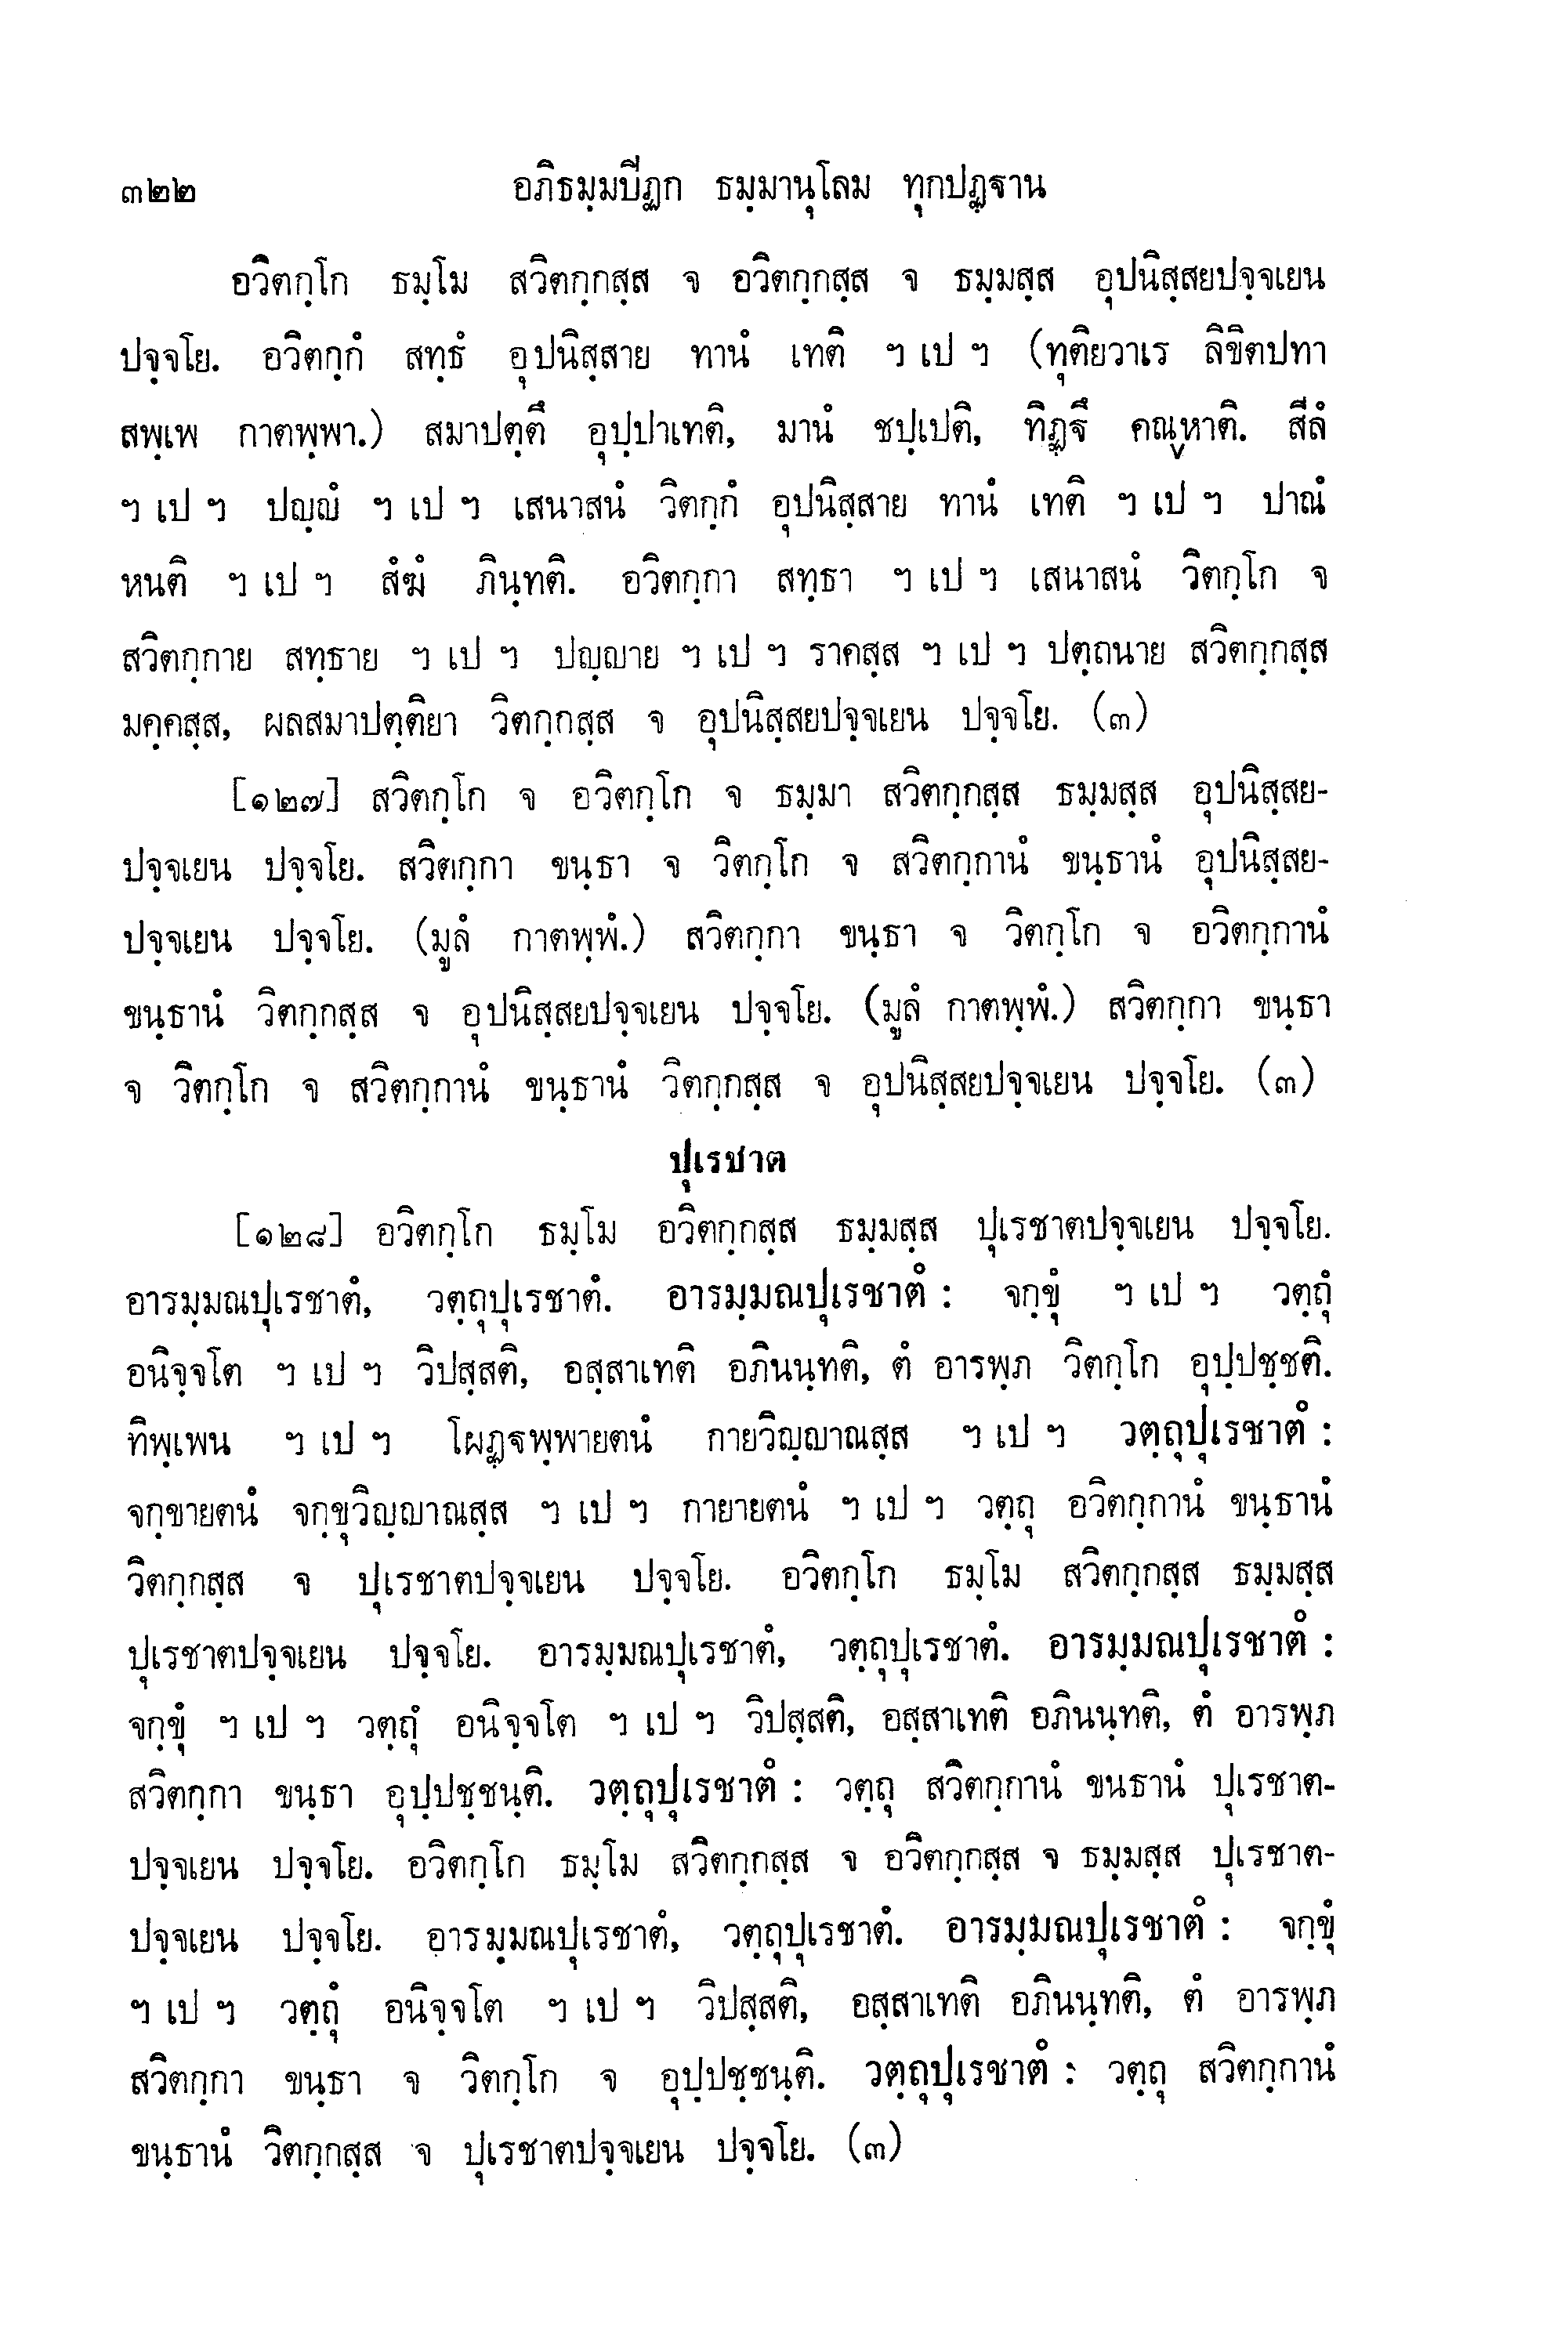 ๓๒๒ อภิธมฺมปีฏก ธมฺมานุโลม ทุกปฏฺฐาน
อวิตกฺโก ธมฺโม สวิตกฺกสฺส จ อวิตกฺกสฺส จ ธมฺมสฺส อุปนิสฺสยปจฺจเยน
ปจฺจโย. อวิตกฺกํ สทฺธํ อุปนิสฺสาย ทานํ เทติ ฯ เป ฯ (ทุติยวาเร ลิขิตปทา
สพฺเพ กาตพฺพา.) สมาปตฺตึ อุปฺปาเทติ, มานํ ชปฺเปติ, ทิฏฺฐึ คณฺหาติ. สีลํ
ฯ เป ฯ ปญฺญํ ฯ เป ฯ เสนาสนํ วิตกฺกํ อุปนิสฺสาย ทานํ เทติ ฯ เป ฯ ปาณํ
หนติ ฯ เป ฯ สํฆํ ภินฺทติ. อวิตกฺกา สทฺธา ฯ เป ฯ เสนาสนํ วิตกฺโก จ
สวิตกฺกาย สทฺธาย ฯ เป ฯ ปญฺญาย ฯ เป ฯ ราคสฺส ฯ เป ฯ ปตฺถนาย สวิตกฺกสฺส
มคฺคสฺส, ผลสมาปตฺติยา วิตกฺกสฺส จ อุปนิสฺสยปจฺจเยน ปจฺจโย. (๓)
[๑๒๗] สวิตกฺโก จ อวิตกฺโก จ ธมฺมา สวิตกฺกสฺส ธมฺมสฺส อุปนิสฺสย-
ปจฺจเยน ปจฺจโย. สวิตกฺกา ขนฺธา จ วิตกฺโก จ สวิตกฺกานํ ขนฺธานํ อุปนิสฺสย-
ปจฺจเยน ปจฺจโย. (มูลํ กาตพฺพํ.) สวิตกฺกา ขนฺธา จ วิตกฺโก จ อวิตกฺกานํ
ขนฺธานํ วิตกฺกสฺส จ อุปนิสฺสยปจฺจเยน ปจฺจโย. (มูลํ กาตพฺพํ.) สวิตกฺกา ขนฺธา
จ วิตกฺโก จ สวิตกฺกานํ ขนฺธานํ วิตกฺกสฺส จ อุปนิสฺสยปจฺจเยน ปจฺจโย. (๓)
ปุเรชาต
[๑๒๘] อวิตกฺโก ธมฺโม อวิตกฺกสฺส ธมฺมสฺส ปุเรชาตปจฺจเยน ปจฺจโย.
อารมฺมณปุเรชาตํ, วตฺถุปุเรชาตํ. อารมฺมณปุเรชาตํ : จกฺขุํ ฯ เป ฯ วตฺถุํ
อนิจฺจโต ฯ เป ฯ วิปสฺสติ, อสฺสาเทติ อภินนฺทติ, ตํ อารพฺภ วิตกฺโก อุปฺปชฺชติ.
ทิพฺเพน ฯ เป ฯ โผฏฺฐพฺพายตนํ กายวิญฺญาณสฺส ฯ เป ฯ วตฺถุปุเรชาตํ :
จกฺขายตนํ จกฺขุวิญฺญาณสฺส ฯ เป ฯ กายายตนํ ฯ เป ฯ วตฺถุ อวิตกฺกานํ ขนฺธานํ
วิตกฺกสฺส จ ปุเรชาตปจฺจเยน ปจฺจโย. อวิตกฺโก ธมฺโม สวิตกฺกสฺส ธมฺมสฺส
ปุเรชาตปจฺจเยน ปจฺจโย. อารมฺมณปุเรชาตํ, วตฺถุปุเรชาตํ. อารมฺมณปุเรชาตํ :
จกฺขุํ ฯ เป ฯ วตฺถุํ อนิจฺจโต ฯ เป ฯ วิปสฺสติ, อสฺสาเทติ อภินนฺทติ, ตํ อารพฺภ
สวิตกฺกา ขนฺธา อุปฺปชฺชนฺติ. วตฺถุปุเรชาตํ : วตฺถุ สวิตกฺกานํ ขนธานํ ปุเรชาต-
ปจฺจเยน ปจฺจโย. อวิตกฺโก ธมฺโม สวิตกฺกสฺส จ อวิตกฺกสฺส จ ธมฺมสฺส ปุเรชาต-
ปจฺจเยน ปจฺจโย. อารมฺมณปุเรชาตํ, วตฺถุปุเรชาตํ. อารมฺมณปุเรชาตํ : จกฺขุํ
ฯ เป ฯ วตฺถุํ อนิจฺจโต ฯ เป ฯ วิปสฺสติ, อสฺสาเทติ อภินนฺทติ, ตํ อารพฺภ
สวิตกฺกา ขนฺธา จ วิตกฺโก จ อุปฺปชฺชนฺติ. วตฺถุปุเรชาตํ : วตฺถุ สวิตกฺกานํ
ขนฺธานํ วิตกฺกสฺส จ ปุเรชาตปจฺจเยน ปจฺจโย. (๓)